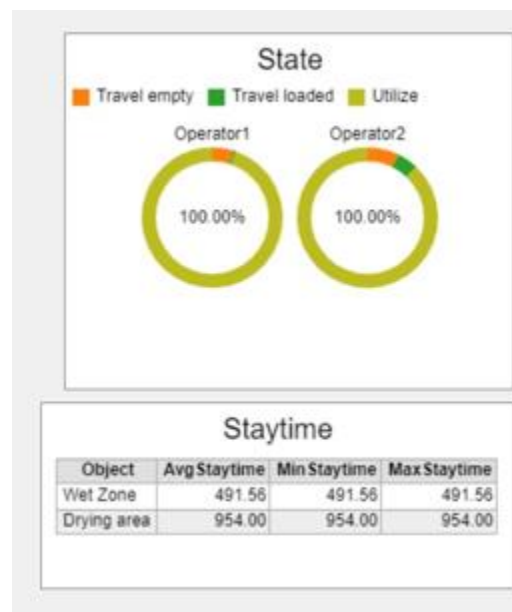 State
Travel empty Travel loaded Utilize
Operator1 Operator2
100.00% 100.00%
Staytime
Object Avg Staytime Min Staytime Max Staytime
Wet Zone 491.56 491.56 491.56
Drying area 954.00 954.00 954.00